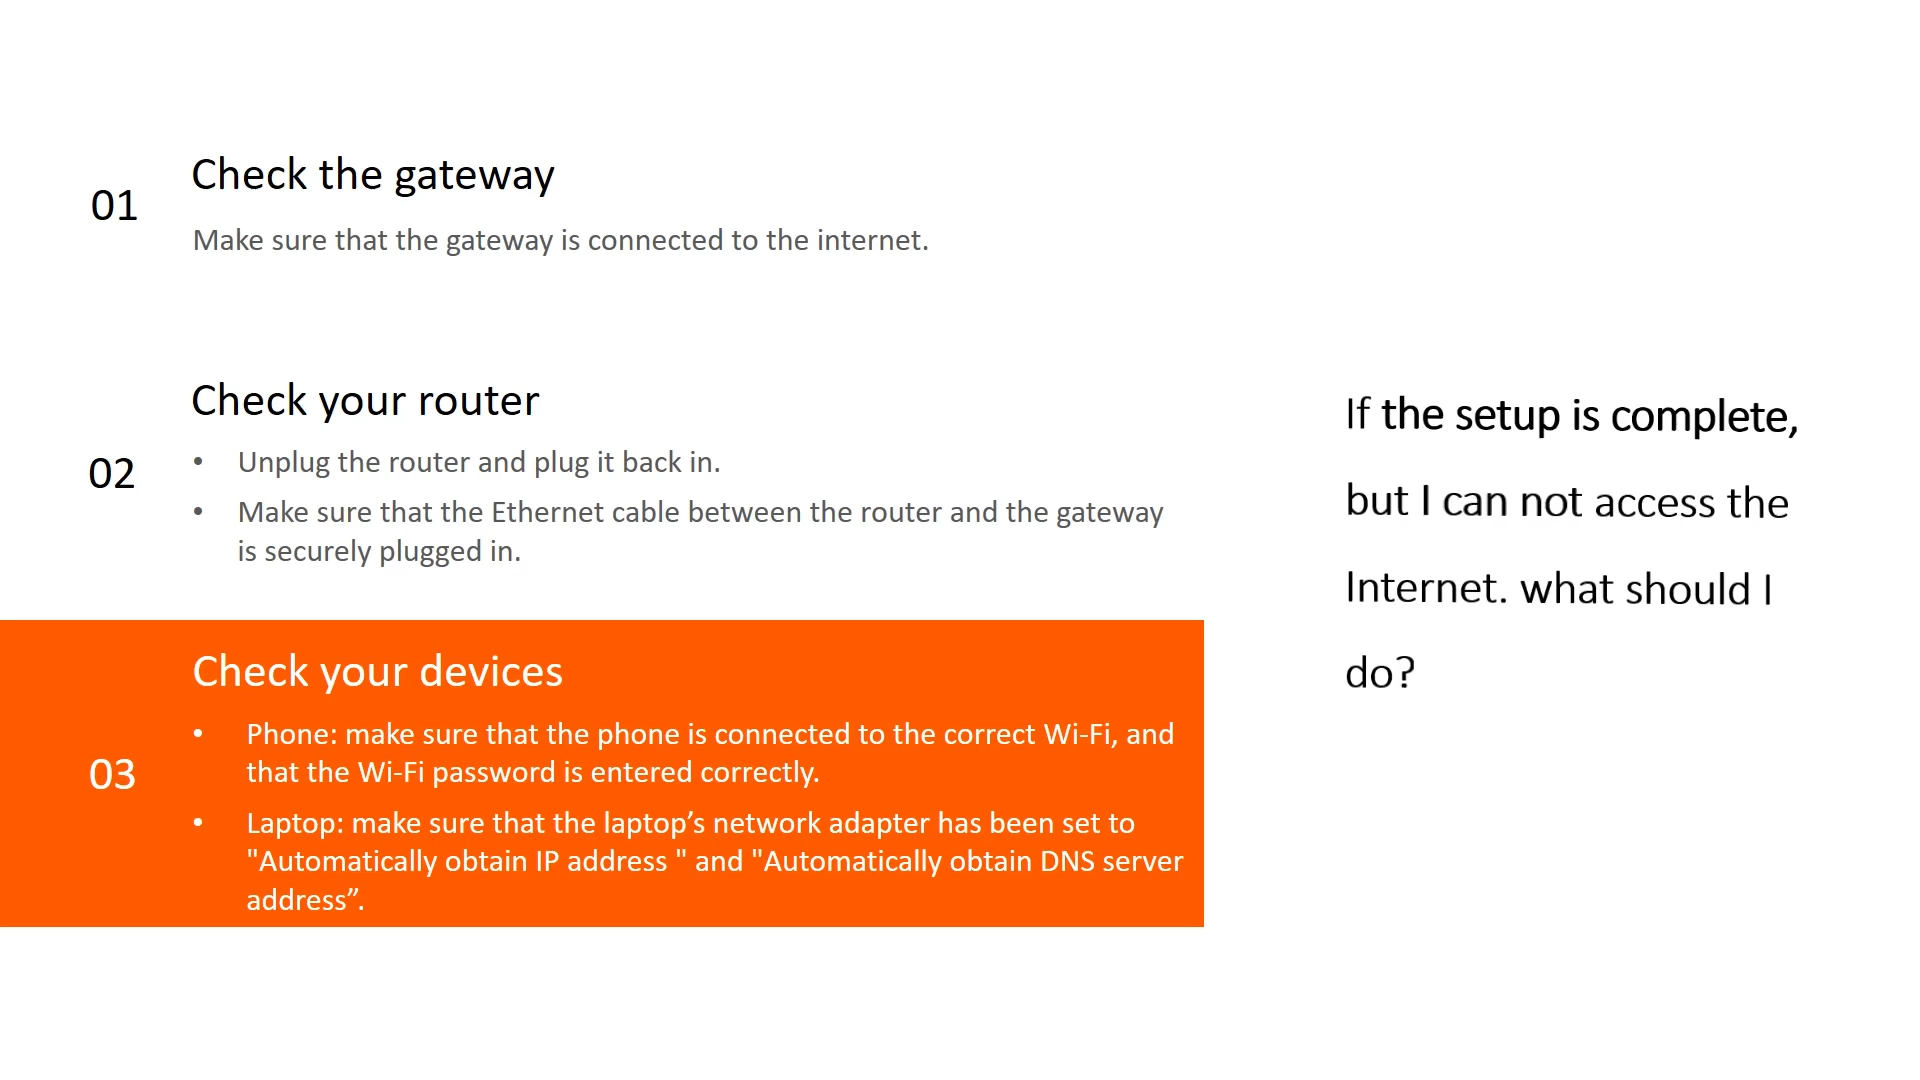 01
Check the gateway
Make sure that the gateway is connected to the internet.
02
Check your router
• Unplug the router and plug it back in.
• Make sure that the Ethernet cable between the router and the gateway
is securely plugged in.
03
Check your devices
• Phone: make sure that the phone is connected to the correct Wi-Fi, and
that the Wi-Fi password is entered correctly.
• Laptop: make sure that the laptop’s network adapter has been set to
"Automatically obtain IP address " and "Automatically obtain DNS server
address”.
If the setup is complete,
but I can not access the
Internet. what should I
do?